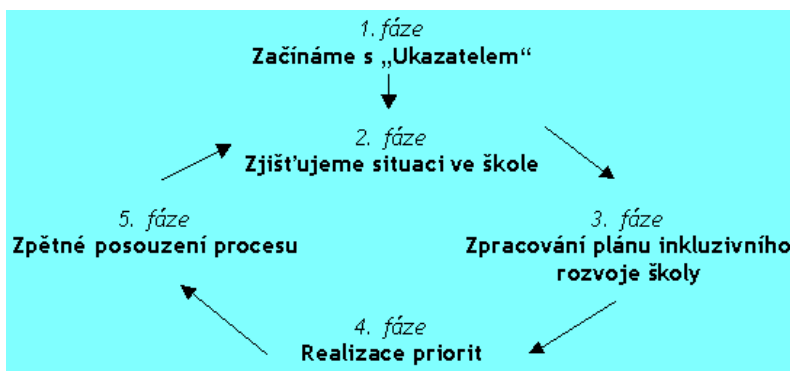 1. fáze
Začínáme s „Ukazatelem“
2. fáze
Zjišťujeme situaci ve škole
3. fáze
Zpracování plánu inkluzivního
rozvoje školy
4. fáze
Realizace priorit
5. fáze
Zpětné posouzení procesu